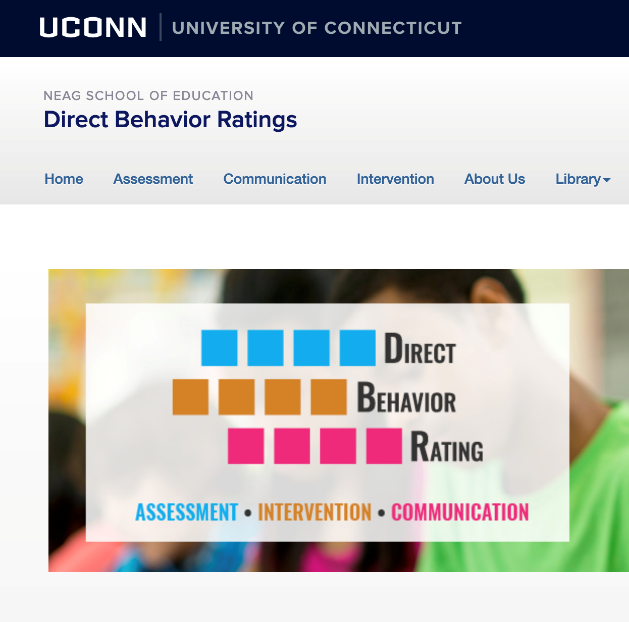 UCONN UNIVERSITY OF CONNECTICUT
NEAG SCHOOL OF EDUCATION
Direct Behavior Ratings
Home Assessment Communication Intervention About Us Library
DIRECT
BEHAVIOR
RATING
ASSESSMENT • INTERVENTION • COMMUNICATION